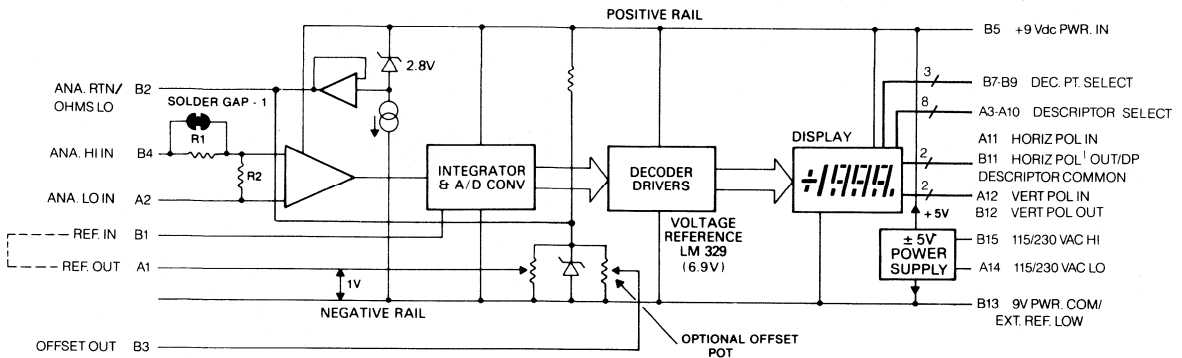 POSITIVE RAIL
B5 +9 Vdc PWR. IN
2.8V
3
B7-B9 DEC. PT. SELECT
ANA. RTN/ B2
OHMS LO
SOLDER GAP - 1
8
A3-A10 DESCRIPTOR SELECT
R1
DISPLAY
A11 HORIZ POL IN
ANA. HI IN B4
2
B11 HORIZ POL OUT/DP
DESCRIPTOR COMMON
R2
INTEGRATOR
& A/D CONV
DECODER
DRIVERS
÷1999.
ANA. LO IN A2
2
A12 VERT POL IN
+5V
B12 VERT POL OUT
REF. IN B1
VOLTAGE
REFERENCE
LM 329
(6.9V)
± 5V
POWER
SUPPLY
B15 115/230 VAC HI
REF. OUT A1
A14 115/230 VAC LO
1V
NEGATIVE RAIL
B13 9V PWR. COM/
EXT. REF. LOW
OPTIONAL OFFSET
POT
OFFSET OUT B3